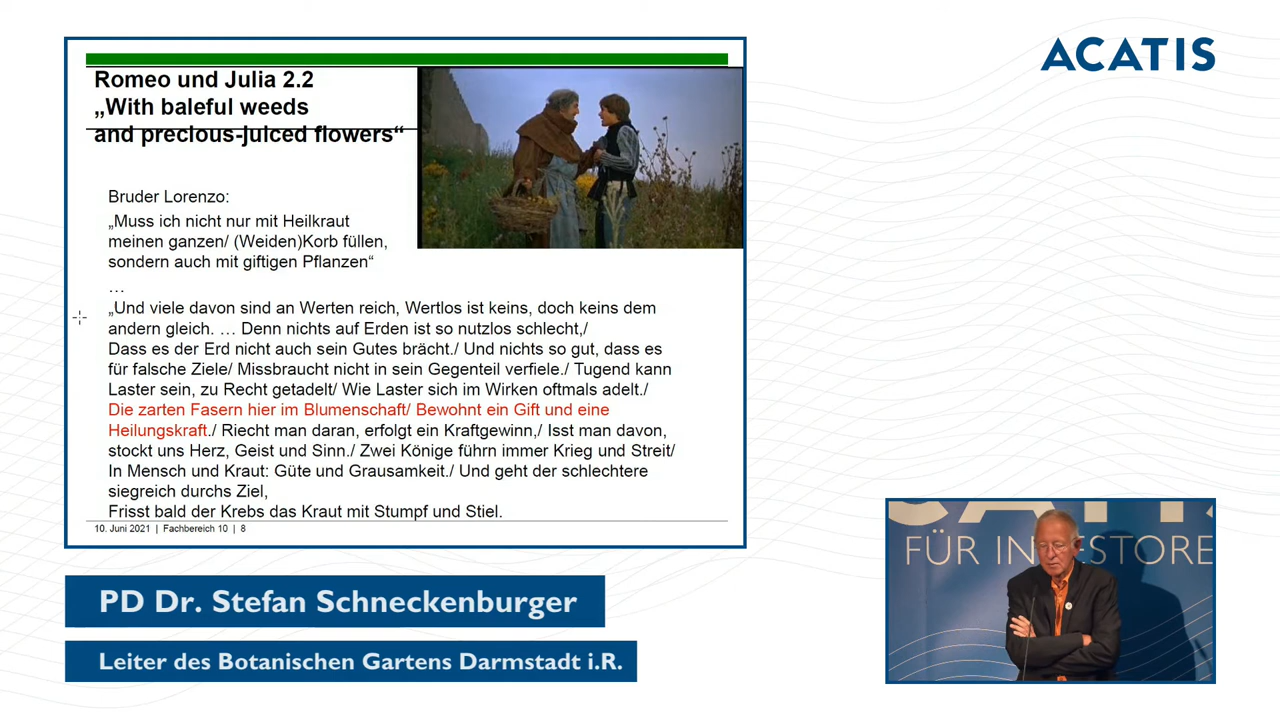 ACATIS
Romeo und Julia 2.2
„With baleful weeds
and precious-juiced flowers“
Bruder Lorenzo:
„Muss ich nicht nur mit Heilkraut
meinen ganzen/ (Weiden)Korb füllen,
sondern auch mit giftigen Pflanzen“
…
„Und viele davon sind an Werten reich, Wertlos ist keins, doch keins dem
andern gleich. … Denn nichts auf Erden ist so nutzlos schlecht,/
Dass es der Erd nicht auch sein Gutes brächt./ Und nichts so gut, dass es
für falsche Ziele/ Missbraucht nicht in sein Gegenteil verfiele./ Tugend kann
Laster sein, zu Recht getadelt/ Wie Laster sich im Wirken oftmals adelt./
Die zarten Fasern hier im Blumenschaft/ Bewohnt ein Gift und eine
Heilungskraft./ Riecht man daran, erfolgt ein Kraftgewinn,/ Isst man davon,
stockt uns Herz, Geist und Sinn./ Zwei Könige führn immer Krieg und Streit/
In Mensch und Kraut: Güte und Grausamkeit./ Und geht der schlechtere
siegreich durchs Ziel,
Frisst bald der Krebs das Kraut mit Stumpf und Stiel.
10. Juni 2021 | Fachbereich 10 | 8
FÜR IN ESTORE
PD Dr. Stefan Schneckenburger
Leiter des Botanischen Gartens Darmstadt i.R.